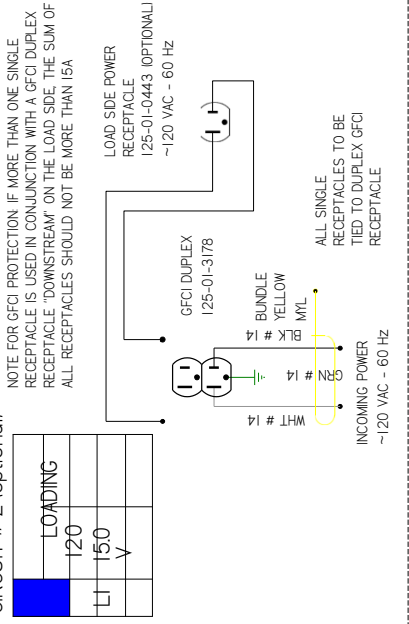 CIRCUIT # 2 (optional)
LOADING
120
L1 15.0
V
NOTE FOR GFCI PROTECTION: IF MORE THAN ONE SINGLE
RECEPTACLE IS USED IN CONJUNCTION WITH A GFCI DUPLEX
RECEPTACLE "DOWNSTREAM" ON THE LOAD SIDE, THE SUM OF
ALL RECEPTACLES SHOULD NOT BE MORE THAN 15A
LOAD SIDE POWER
RECEPTACLE
125-01-0443 (OPTIONAL)
~120 VAC - 60 Hz
GFCI DUPLEX
125-01-3178
BUNDLE
YELLOW
MYL
WHT # 14
GRN # 14
BLK # 14
INCOMING POWER
~120 VAC - 60 Hz
ALL SINGLE
RECEPTACLES TO BE
TIED TO DUPLEX GFCI
RECEPTACLE